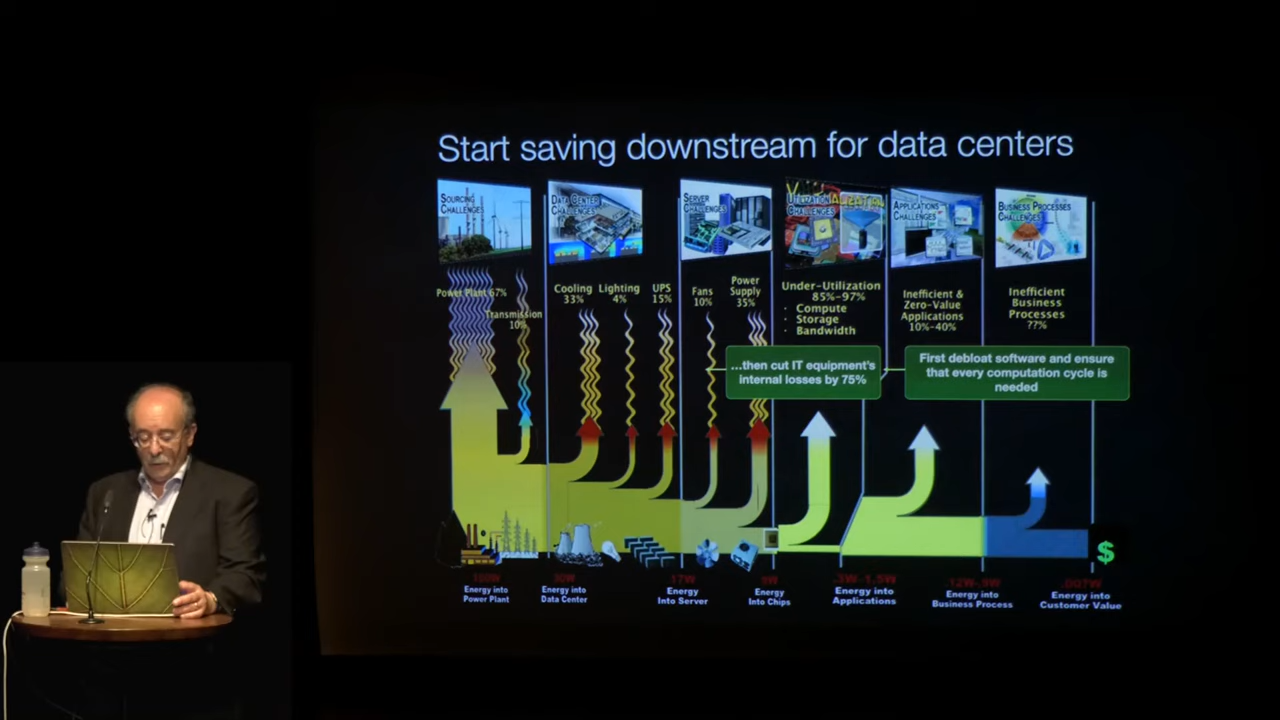 Start saving downstream for data centers
SOURCING
CHALLENGES
DATA CENTER
CHALLENGES
SERVER
CHALLENGES
UTILIZATION
CHALLENGES
APPLICATIONS
CHALLENGES
BUSINESS PROCESSES
CHALLENGES
Power Plant 67%
Transmission
10%
Cooling
33%
Lighting
4%
UPS
15%
Fans
10%
Power
Supply
35%
Under-Utilization
85%-97%
· Compute
· Storage
· Bandwidth
Inefficient &
Zero-Value
Applications
10%-40%
Inefficient
Business
Processes
??%
...then cut IT equipment's
internal losses by 75%
First debloat software and ensure
that every computation cycle is
needed
$
17W
9W
Energy into
Power Plant
Energy into
Data Center
Energy
Into Server
Energy
Into Chips
Energy into
Applications
Energy into
Business Process
Energy into
Customer Value